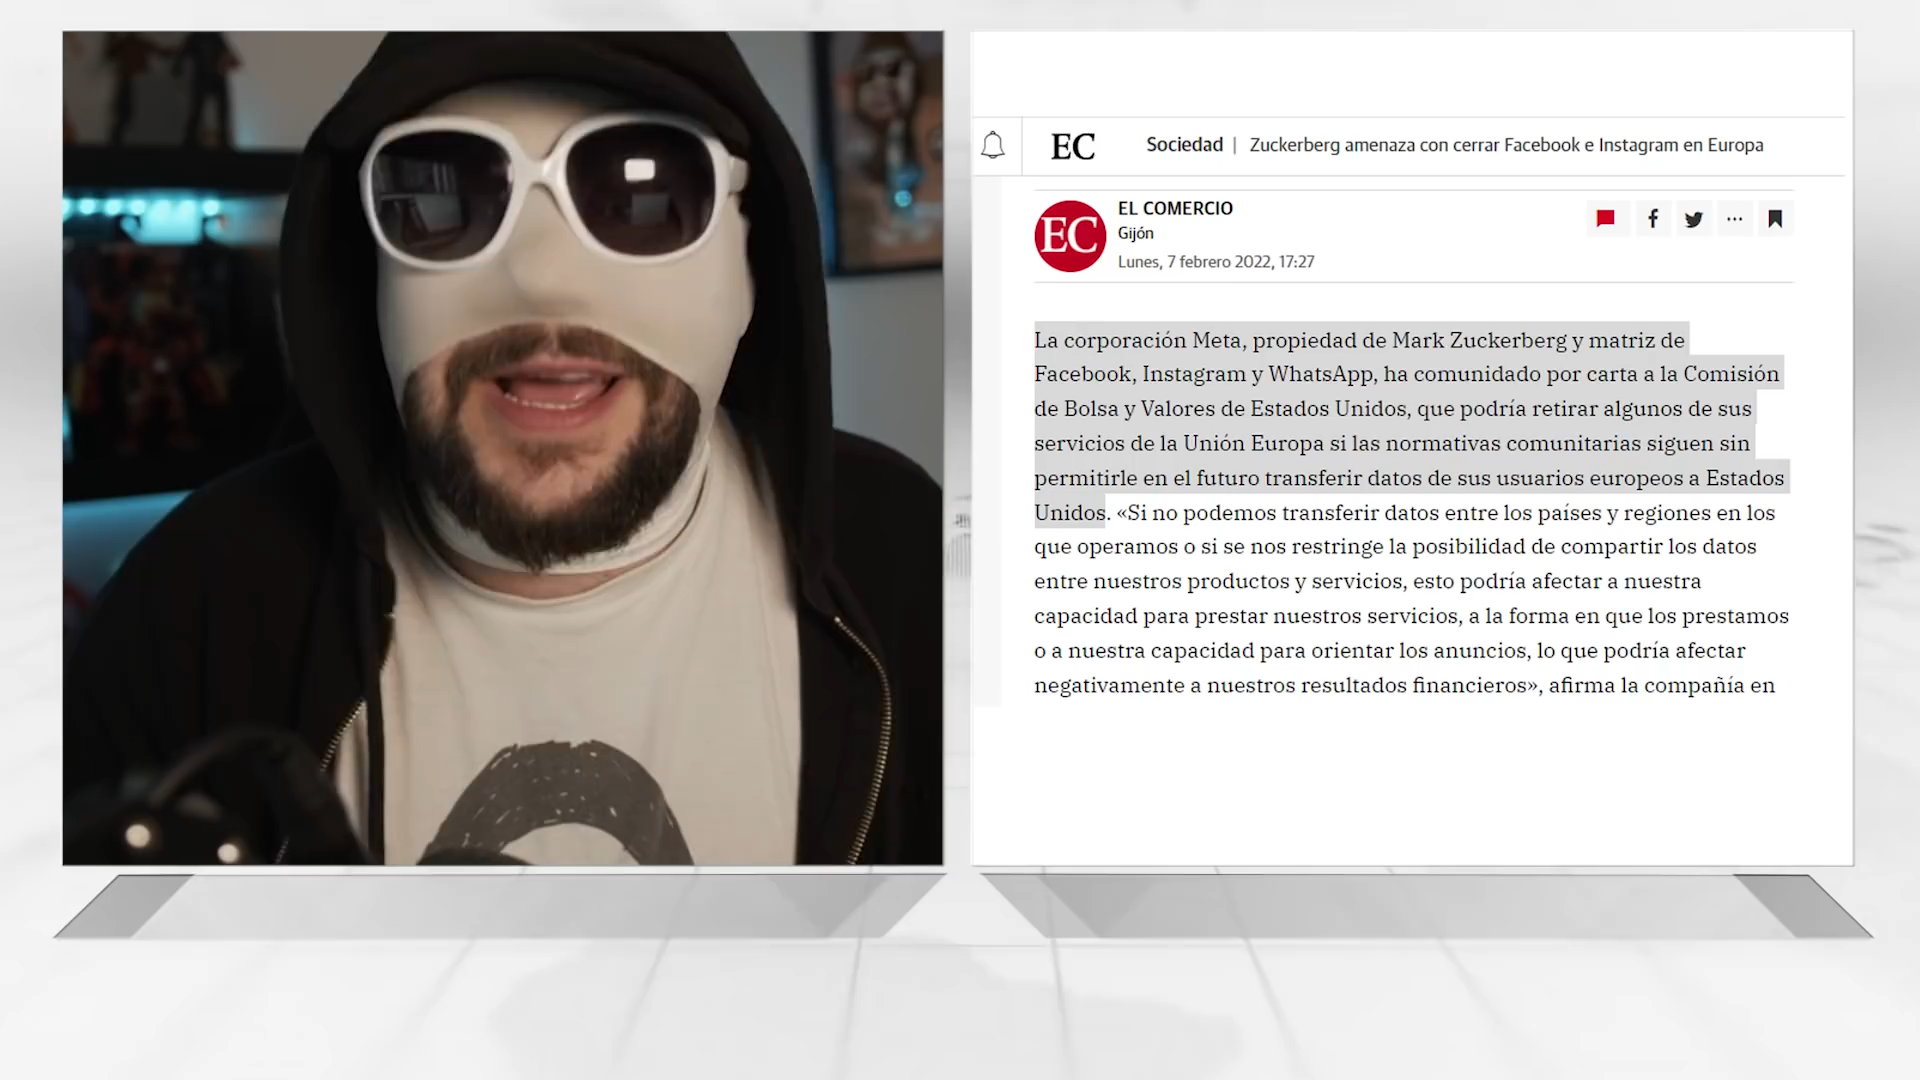 EC
Sociedad | Zuckerberg amenaza con cerrar Facebook e Instagram en Europa
EC
EL COMERCIO
Gijón
Lunes, 7 febrero 2022, 17:27
La corporación Meta, propiedad de Mark Zuckerberg y matriz de
Facebook, Instagram y WhatsApp, ha comunidado por carta a la Comisión
de Bolsa y Valores de Estados Unidos, que podría retirar algunos de sus
servicios de la Unión Europa si las normativas comunitarias siguen sin
permitirle en el futuro transferir datos de sus usuarios europeos a Estados
Unidos. «Si no podemos transferir datos entre los países y regiones en los
que operamos o si se nos restringe la posibilidad de compartir los datos
entre nuestros productos y servicios, esto podría afectar a nuestra
capacidad para prestar nuestros servicios, a la forma en que los prestamos
o a nuestra capacidad para orientar los anuncios, lo que podría afectar
negativamente a nuestros resultados financieros», afirma la compañía en